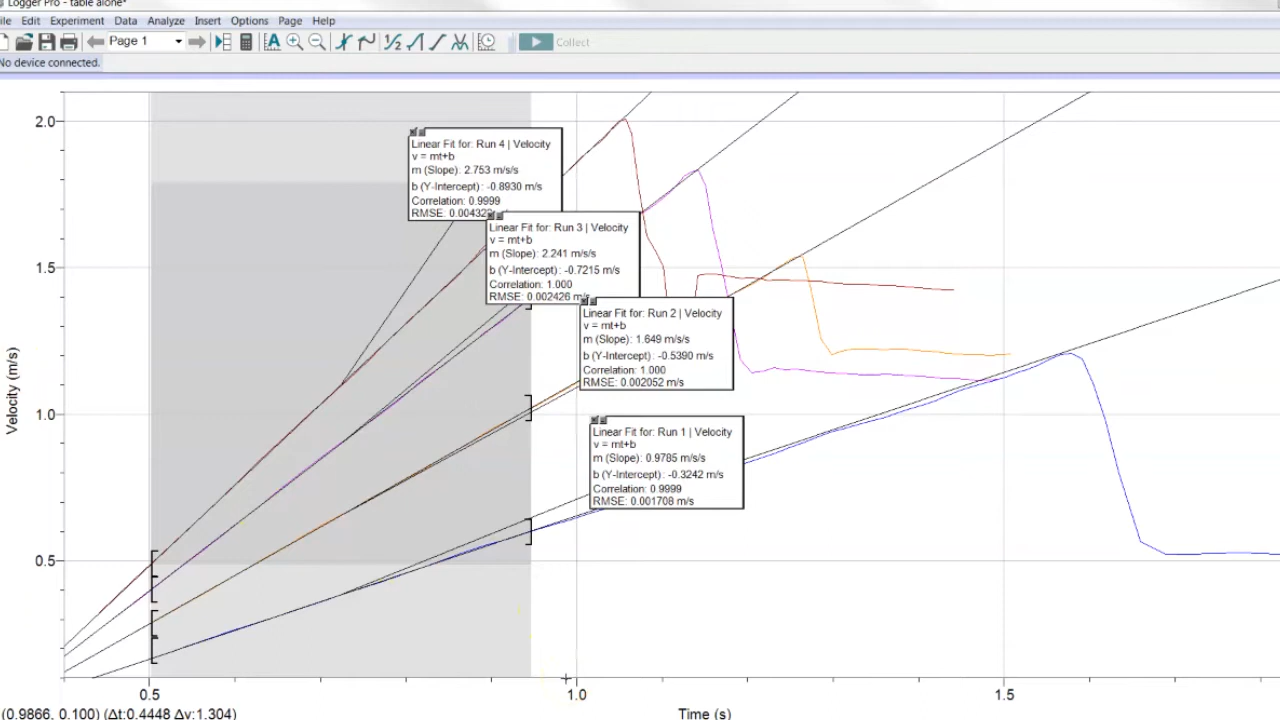 Logger Pro - table alone*
ile Edit Experiment Data Analyze Insert Options Page Help
Page 1 Collect
No device connected.
2.0
Linear Fit for: Run 4 | Velocity
v = mt+b
m (Slope): 2.753 m/s/s
b (Y-Intercept): -0.8930 m/s
Correlation: 0.9999
RMSE: 0.004322
Linear Fit for: Run 3 | Velocity
v = mt+b
m (Slope): 2.241 m/s/s
b (Y-Intercept): -0.7215 m/s
Correlation: 1.000
RMSE: 0.002426 m/s
1.5
Linear Fit for: Run 2 | Velocity
v = mt+b
m (Slope): 1.649 m/s/s
b (Y-Intercept): -0.5390 m/s
Correlation: 1.000
RMSE: 0.002052 m/s
Velocity (m/s)
1.0
Linear Fit for: Run 1 | Velocity
v = mt+b
m (Slope): 0.9785 m/s/s
b (Y-Intercept): -0.3242 m/s
Correlation: 0.9999
RMSE: 0.001708 m/s
0.5
0.5 1.0 1.5
(0.9866, 0.100) (Δt:0.4448 Δv:1.304)
Time (s)